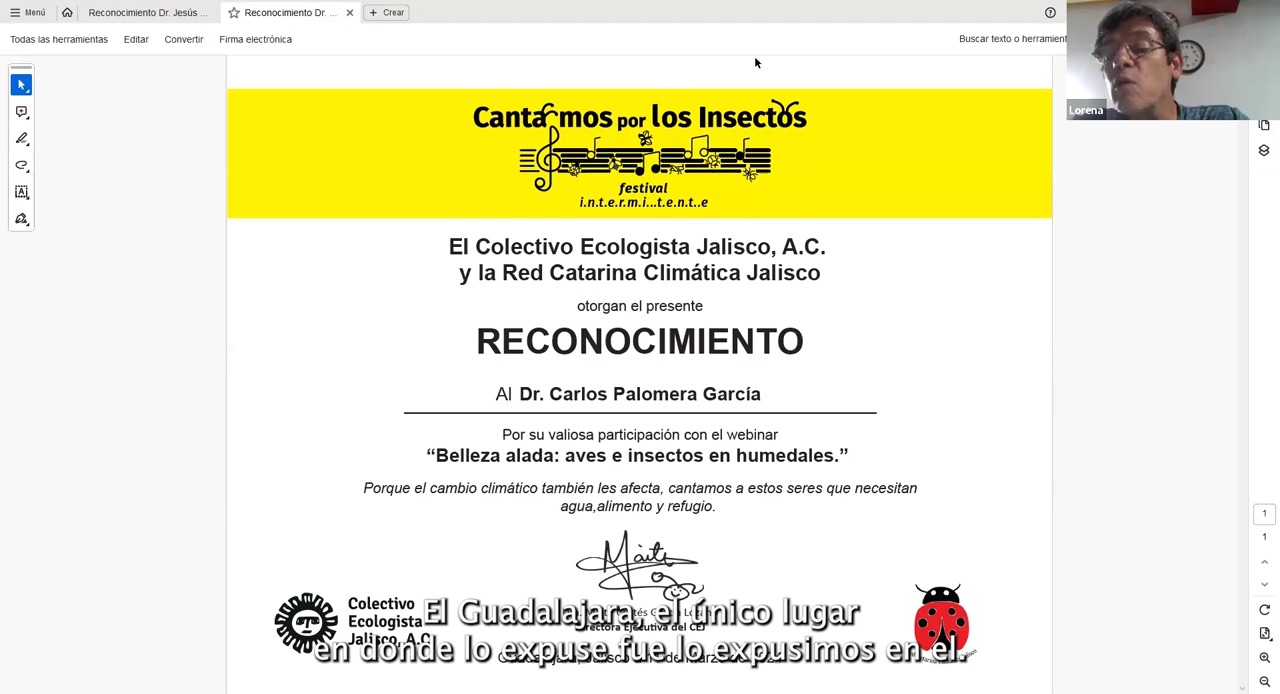 Menú
Reconocimiento Dr. Jesús ...
Reconocimiento Dr. ...
Crear
Todas las herramientas
Editar
Convertir
Firma electrónica
Buscar texto o herramient
Lorena
Cantarmos por los Insectos
festival
i.n.t.e.r.m.i...t.e.n.t..e
El Colectivo Ecologista Jalisco, A.C.
y la Red Catarina Climática Jalisco
otorgan el presente
RECONOCIMIENTO
Al Dr. Carlos Palomera García
Por su valiosa participación con el webinar
“Belleza alada: aves e insectos en humedales.”
Porque el cambio climático también les afecta, cantamos a estos seres que necesitan
agua,alimento y refugio.
Maite
Colectivo
Ecologista
Jalisco, A.C.
Directora Ejecutiva del CEJ
El Guadalajara, el único lugar
en donde lo expuse fue lo expusimos en el.
1
1